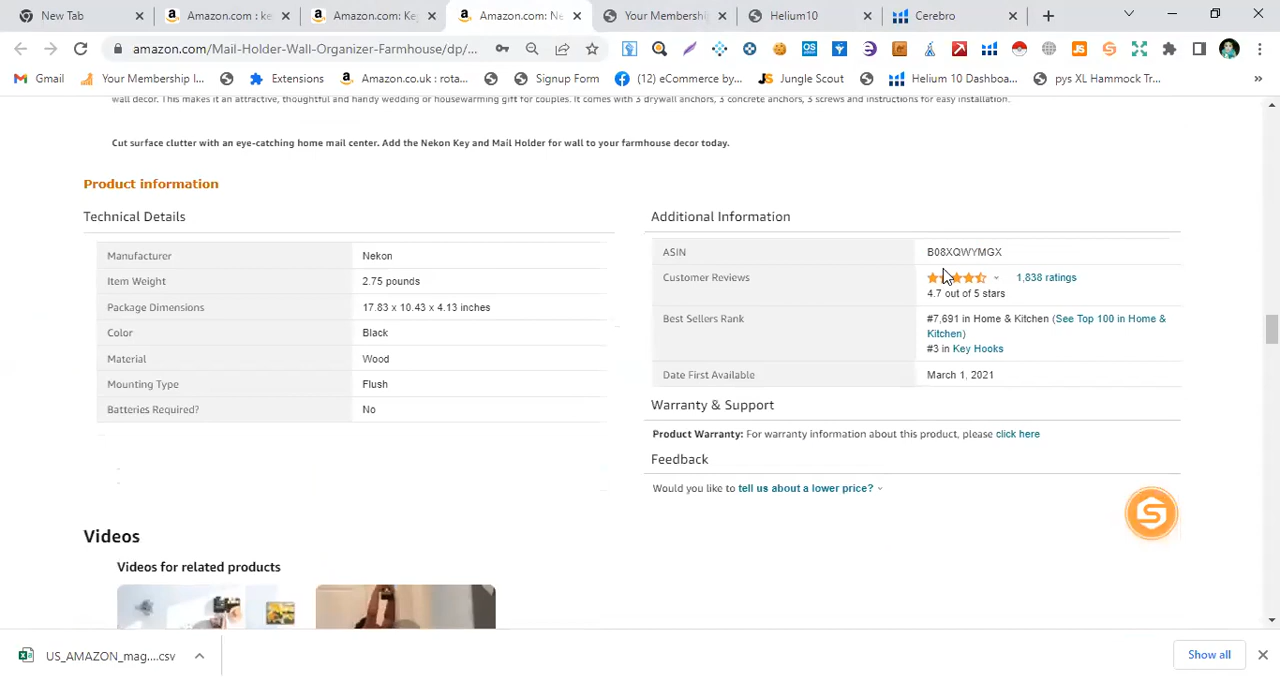 New Tab
Amazon.com : ke
Amazon.com: Ke
Amazon.com: N
Your Membership
Helium10
Cerebro
amazon.com/Mail-Holder-Wall-Organizer-Farmhouse/dp/...
Gmail
Your Membership I...
Extensions
Amazon.co.uk : rota...
Signup Form
(12) eCommerce by...
Jungle Scout
Helium 10 Dashboa...
pys XL Hammock Tr...
wall decor. This makes it an attractive, thoughtful and handy wedding or housewarming gift for couples. It comes with 3 drywall anchors, 3 concrete anchors, 3 screws and instructions for easy installation.
Cut surface clutter with an eye-catching home mail center. Add the Nekon Key and Mail Holder for wall to your farmhouse decor today.
Product information
Technical Details
Manufacturer Nekon
Item Weight 2.75 pounds
Package Dimensions 17.83 x 10.43 x 4.13 inches
Color Black
Material Wood
Mounting Type Flush
Batteries Required? No
Additional Information
ASIN B08XQWYMGX
Customer Reviews 1,838 ratings
4.7 out of 5 stars
Best Sellers Rank #7,691 in Home & Kitchen (See Top 100 in Home &
Kitchen)
#3 in Key Hooks
Date First Available March 1, 2021
Warranty & Support
Product Warranty: For warranty information about this product, please click here
Feedback
Would you like to tell us about a lower price?
Videos
Videos for related products
US_AMAZON_mag....csv
Show all